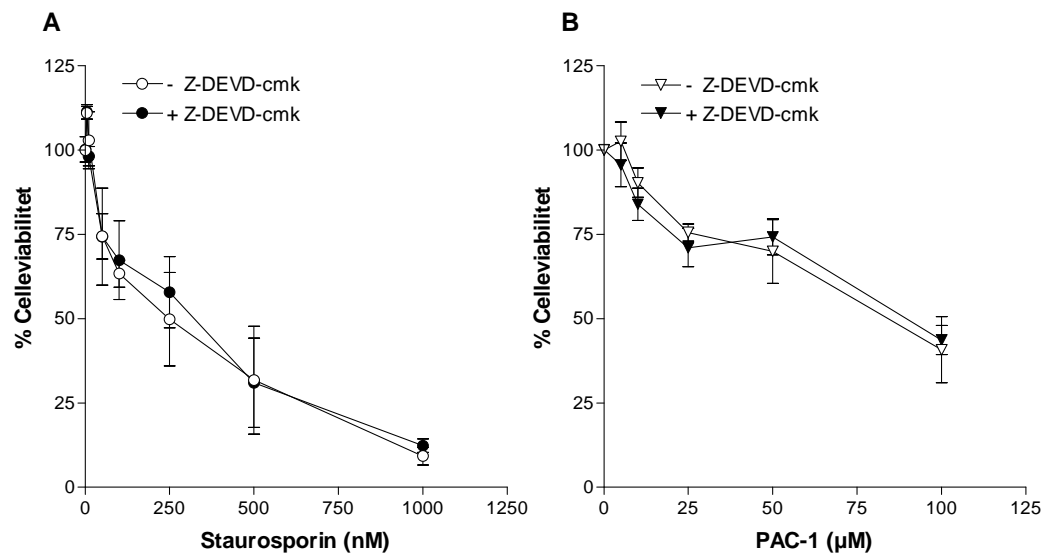 A
- Z-DEVD-cmk
+ Z-DEVD-cmk
125
100
75
50
25
0
% Celleviabilitet
0 250 500 750 1000 1250
Staurosporin (nM)
B
- Z-DEVD-cmk
+ Z-DEVD-cmk
125
100
75
50
25
0
% Celleviabilitet
0 25 50 75 100 125
PAC-1 (µM)